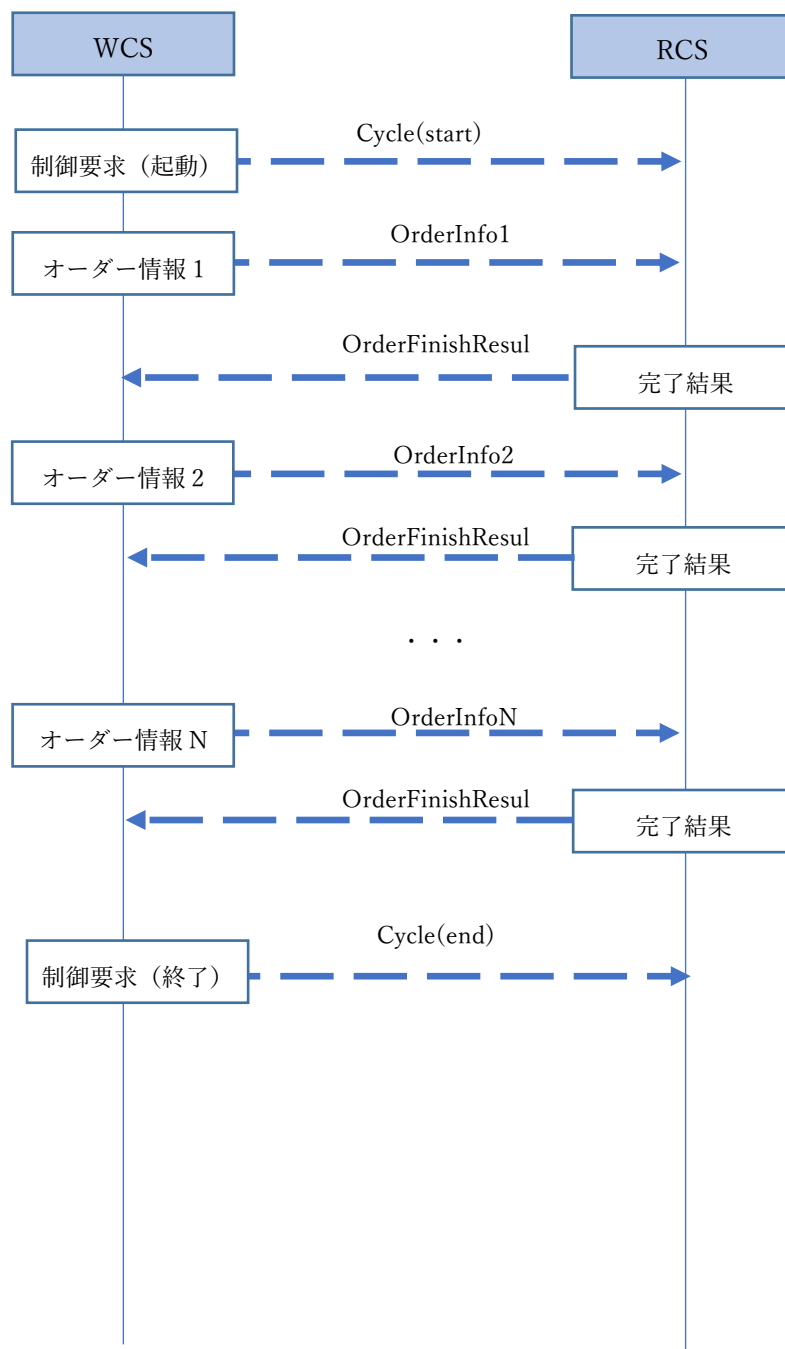 WCS
RCS
Cycle(start)
制御要求（起動）
OrderInfo1
オーダー情報 1
OrderFinishResul
完了結果
OrderInfo2
オーダー情報 2
OrderFinishResul
完了結果
・・・
OrderInfoN
オーダー情報 N
OrderFinishResul
完了結果
Cycle(end)
制御要求（終了）